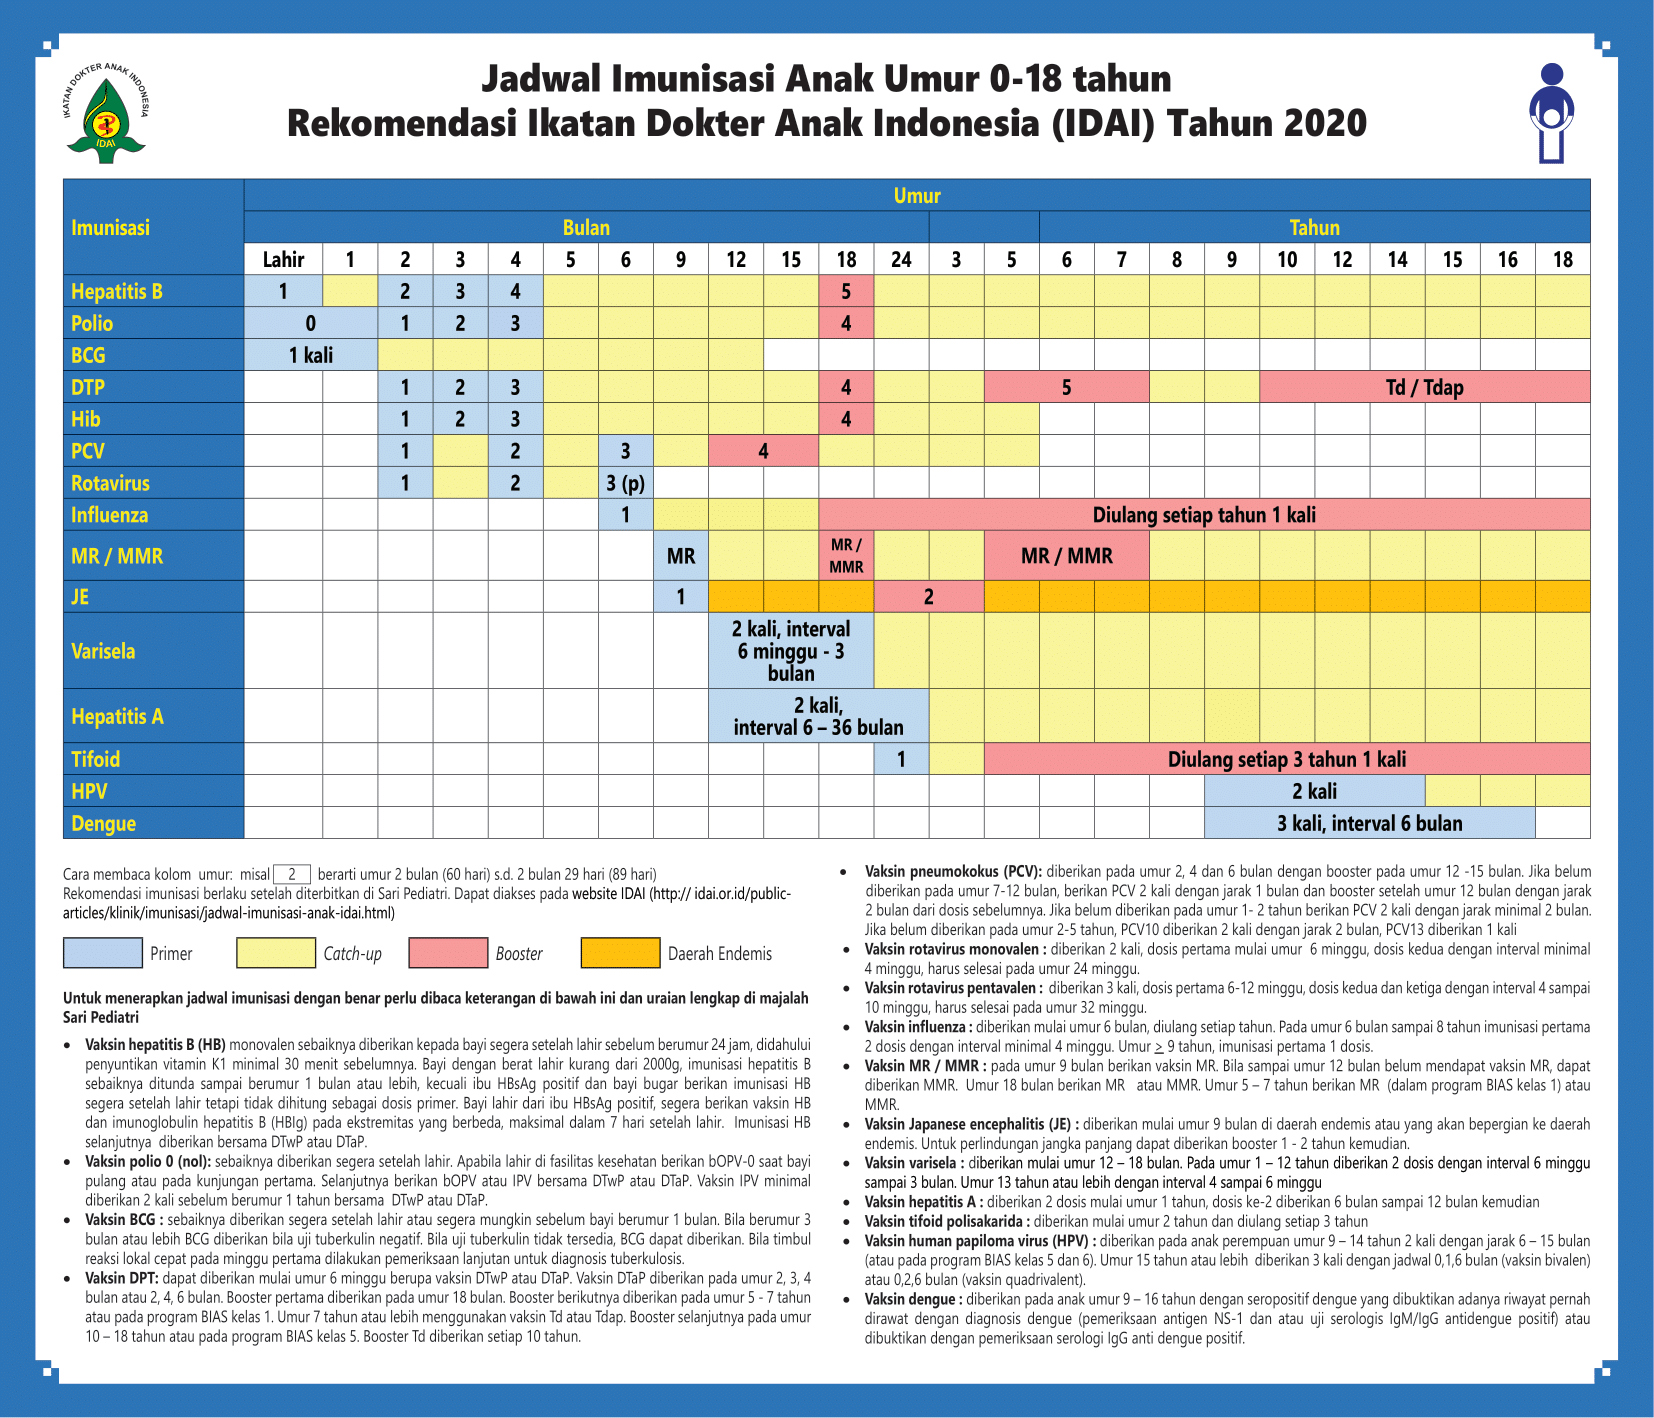 IKATAN DOKTER ANAK INDONESIA
IDAI
Jadwal Imunisasi Anak Umur 0-18 tahun
Rekomendasi Ikatan Dokter Anak Indonesia (IDAI) Tahun 2020
Imunisasi
Umur
Bulan
Tahun
Lahir 1 2 3 4 5 6 9 12 15 18 24 3 5 6 7 8 9 10 12 14 15 16 18
Hepatitis B 1 2 3 4 5
Polio 0 1 2 3 4
BCG 1 kali
DTP 1 2 3 4 5 Td / Tdap
Hib 1 2 3 4
PCV 1 2 3 4
Rotavirus 1 2 3 (p)
Influenza 1 Diulang setiap tahun 1 kali
MR / MMR MR MR / MMR MR / MMR
JE 1 2
Varisela
2 kali, interval
6 minggu - 3
bulan
Hepatitis A
2 kali,
interval 6 – 36 bulan
Tifoid 1 Diulang setiap 3 tahun 1 kali
HPV 2 kali
Dengue 3 kali, interval 6 bulan
Cara membaca kolom umur: misal 2 berarti umur 2 bulan (60 hari) s.d. 2 bulan 29 hari (89 hari)
Rekomendasi imunisasi berlaku setelah diterbitkan di Sari Pediatri. Dapat diakses pada website IDAI (http:// idai.or.id/public-
articles/klinik/imunisasi/jadwal-imunisasi-anak-idai.html)
Primer Catch-up Booster Daerah Endemis
Untuk menerapkan jadwal imunisasi dengan benar perlu dibaca keterangan di bawah ini dan uraian lengkap di majalah
Sari Pediatri
• Vaksin hepatitis B (HB) monovalen sebaiknya diberikan kepada bayi segera setelah lahir sebelum berumur 24 jam, didahului
penyuntikan vitamin K1 minimal 30 menit sebelumnya. Bayi dengan berat lahir kurang dari 2000g, imunisasi hepatitis B
sebaiknya ditunda sampai berumur 1 bulan atau lebih, kecuali ibu HBsAg positif dan bayi bugar berikan imunisasi HB
segera setelah lahir tetapi tidak dihitung sebagai dosis primer. Bayi lahir dari ibu HBsAg positif, segera berikan vaksin HB
dan imunoglobulin hepatitis B (HBIg) pada ekstremitas yang berbeda, maksimal dalam 7 hari setelah lahir. Imunisasi HB
selanjutnya diberikan bersama DTwP atau DTaP.
• Vaksin polio 0 (nol): sebaiknya diberikan segera setelah lahir. Apabila lahir di fasilitas kesehatan berikan bOPV-0 saat bayi
pulang atau pada kunjungan pertama. Selanjutnya berikan bOPV atau IPV bersama DTwP atau DTaP. Vaksin IPV minimal
diberikan 2 kali sebelum berumur 1 tahun bersama DTwP atau DTaP.
• Vaksin BCG : sebaiknya diberikan segera setelah lahir atau segera mungkin sebelum bayi berumur 1 bulan. Bila berumur 3
bulan atau lebih BCG diberikan bila uji tuberkulin negatif. Bila uji tuberkulin tidak tersedia, BCG dapat diberikan. Bila timbul
reaksi lokal cepat pada minggu pertama dilakukan pemeriksaan lanjutan untuk diagnosis tuberkulosis.
• Vaksin DPT: dapat diberikan mulai umur 6 minggu berupa vaksin DTwP atau DTaP. Vaksin DTaP diberikan pada umur 2, 3, 4
bulan atau 2, 4, 6 bulan. Booster pertama diberikan pada umur 18 bulan. Booster berikutnya diberikan pada umur 5 - 7 tahun
atau pada program BIAS kelas 1. Umur 7 tahun atau lebih menggunakan vaksin Td atau Tdap. Booster selanjutnya pada umur
10 – 18 tahun atau pada program BIAS kelas 5. Booster Td diberikan setiap 10 tahun.
• Vaksin pneumokokus (PCV): diberikan pada umur 2, 4 dan 6 bulan dengan booster pada umur 12 -15 bulan. Jika belum
diberikan pada umur 7-12 bulan, berikan PCV 2 kali dengan jarak 1 bulan dan booster setelah umur 12 bulan dengan jarak
2 bulan dari dosis sebelumnya. Jika belum diberikan pada umur 1- 2 tahun berikan PCV 2 kali dengan jarak minimal 2 bulan.
Jika belum diberikan pada umur 2-5 tahun, PCV10 diberikan 2 kali dengan jarak 2 bulan, PCV13 diberikan 1 kali
• Vaksin rotavirus monovalen : diberikan 2 kali, dosis pertama mulai umur 6 minggu, dosis kedua dengan interval minimal
4 minggu, harus selesai pada umur 24 minggu.
• Vaksin rotavirus pentavalen : diberikan 3 kali, dosis pertama 6-12 minggu, dosis kedua dan ketiga dengan interval 4 sampai
10 minggu, harus selesai pada umur 32 minggu.
• Vaksin influenza : diberikan mulai umur 6 bulan, diulang setiap tahun. Pada umur 6 bulan sampai 8 tahun imunisasi pertama
2 dosis dengan interval minimal 4 minggu. Umur > 9 tahun, imunisasi pertama 1 dosis.
• Vaksin MR / MMR : pada umur 9 bulan berikan vaksin MR. Bila sampai umur 12 bulan belum mendapat vaksin MR, dapat
diberikan MMR. Umur 18 bulan berikan MR atau MMR. Umur 5 – 7 tahun berikan MR (dalam program BIAS kelas 1) atau
MMR.
• Vaksin Japanese encephalitis (JE) : diberikan mulai umur 9 bulan di daerah endemis atau yang akan bepergian ke daerah
endemis. Untuk perlindungan jangka panjang dapat diberikan booster 1 - 2 tahun kemudian.
• Vaksin varisela : diberikan mulai umur 12 – 18 bulan. Pada umur 1 – 12 tahun diberikan 2 dosis dengan interval 6 minggu
sampai 3 bulan. Umur 13 tahun atau lebih dengan interval 4 sampai 6 minggu
• Vaksin hepatitis A : diberikan 2 dosis mulai umur 1 tahun, dosis ke-2 diberikan 6 bulan sampai 12 bulan kemudian
• Vaksin tifoid polisakarida : diberikan mulai umur 2 tahun dan diulang setiap 3 tahun
• Vaksin human papiloma virus (HPV) : diberikan pada anak perempuan umur 9 – 14 tahun 2 kali dengan jarak 6 – 15 bulan
(atau pada program BIAS kelas 5 dan 6). Umur 15 tahun atau lebih diberikan 3 kali dengan jadwal 0,1,6 bulan (vaksin bivalen)
atau 0,2,6 bulan (vaksin quadrivalent).
• Vaksin dengue : diberikan pada anak umur 9 – 16 tahun dengan seropositif dengue yang dibuktikan adanya riwayat pernah
dirawat dengan diagnosis dengue (pemeriksaan antigen NS-1 dan atau uji serologis IgM/IgG antidengue positif) atau
dibuktikan dengan pemeriksaan serologi IgG anti dengue positif.